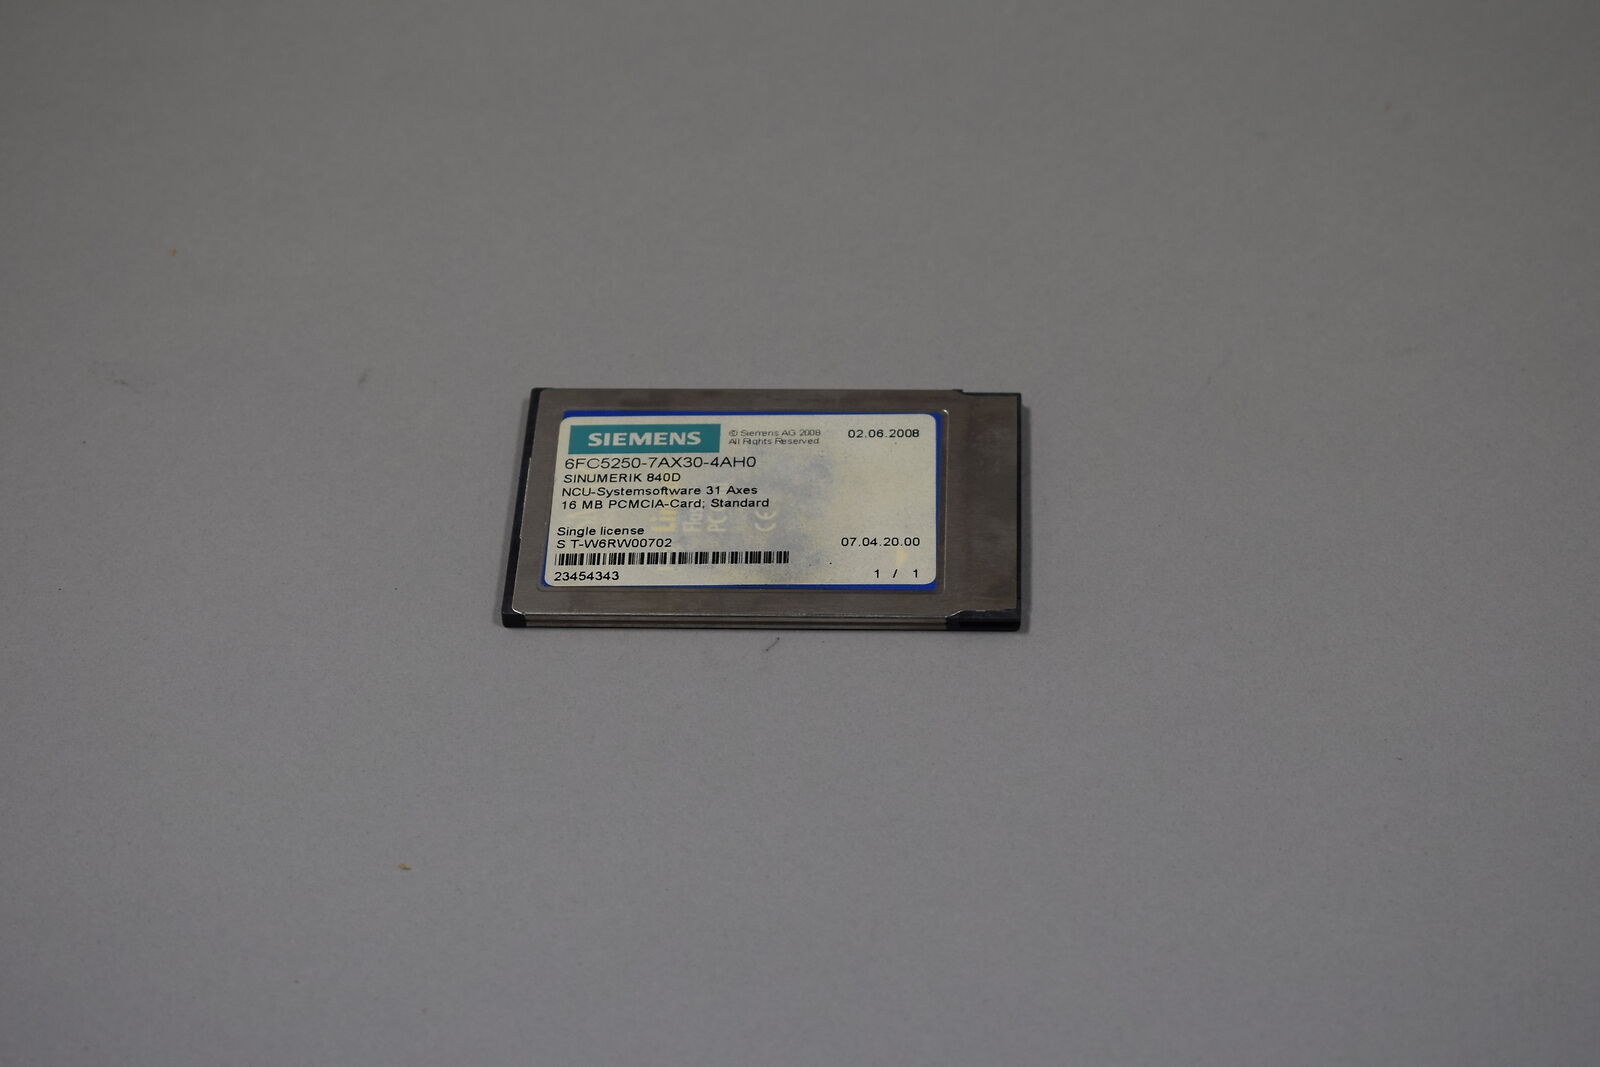 SIEMENS
© Siemens AG 2008
All Rights Reserved
02.06.2008
6FC5250-7AX30-4AH0
SINUMERIK 840D
NCU-Systemsoftware 31 Axes
16 MB PCMCIA-Card; Standard
Single license
S T-W6RW00702
07.04.20.00
23454343
1 / 1